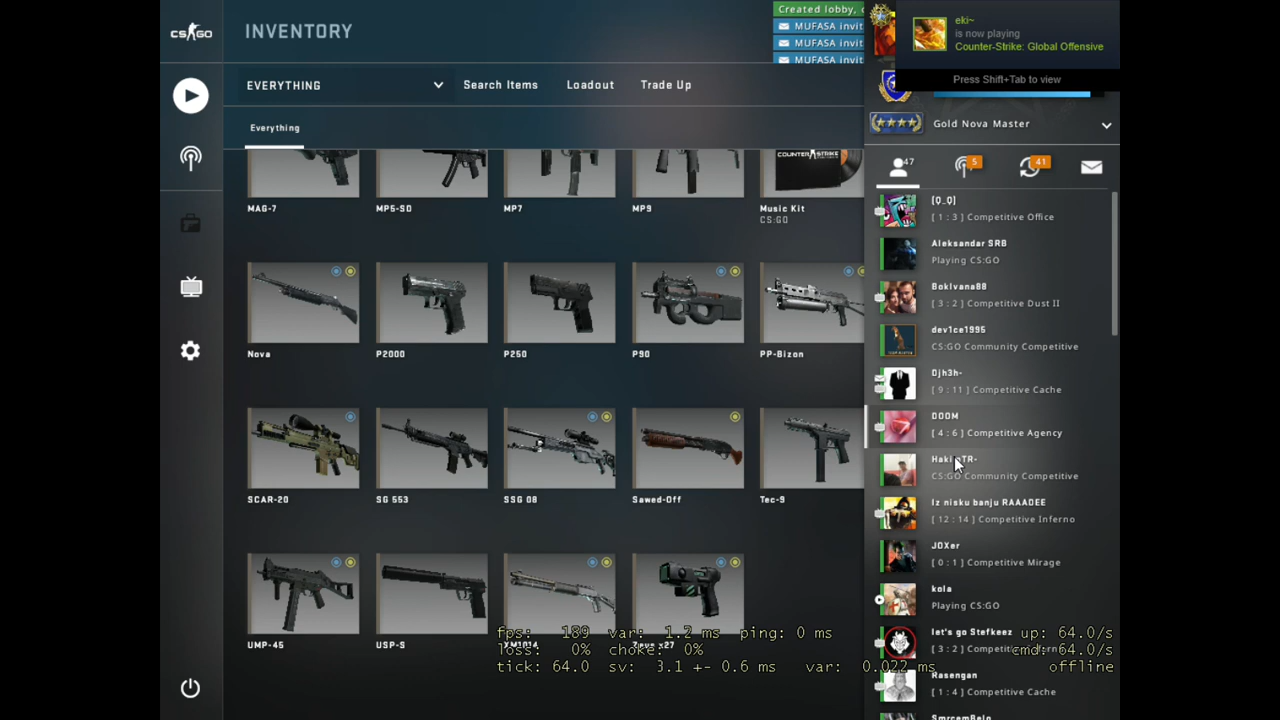 CS:GO
INVENTORY
Created lobby,
MUFASA invit
MUFASA invit
MUFASA invit
eki~
is now playing
Counter-Strike: Global Offensive
Press Shift+Tab to view
EVERYTHING
Search Items
Loadout
Trade Up
Everything
Gold Nova Master
47
5
41
MAG-7
MP5-SD
MP7
MP9
COUNTER STRIKE
Music Kit
CS:GO
Nova
P2000
P250
P90
PP-Bizon
SCAR-20
SG 553
SSG 08
Sawed-Off
Tec-9
UMP-45
USP-S
XM1014
x27
(Q_Q)
[ 1 : 3 ] Competitive Office
Aleksandar SRB
Playing CS:GO
BokIvana88
[ 3 : 2 ] Competitive Dust II
dev1ce1995
CS:GO Community Competitive
Djh3h-
[ 9 : 11 ] Competitive Cache
DOOM
[ 4 : 6 ] Competitive Agency
CS:GO Community Competitive
Iz nisku banju RAAADEE
[ 12 : 14 ] Competitive Inferno
JOXer
[ 0 : 1 ] Competitive Mirage
kola
Playing CS:GO
let's go Stefkeez
[ 3 : 2 ]
Rasengan
[ 1 : 4 ] Competitive Cache
SmrcemBelo
fps: 189 var: 1.2 ms ping: 0 ms
loss: 0% choke: 0%
tick: 64.0 sv: 3.1 +- 0.6 ms var: 0.022 ms
up: 64.0/s
cmd: 64.0/s
offline